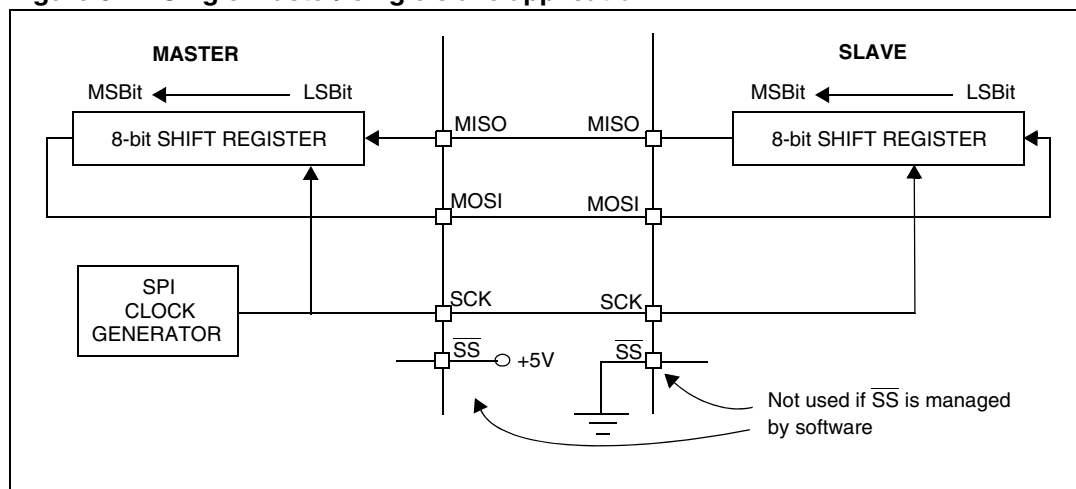 MASTER
SLAVE
MSBit
LSBit
MSBit
LSBit
8-bit SHIFT REGISTER
MISO
MISO
8-bit SHIFT REGISTER
MOSI
MOSI
SPI
CLOCK
GENERATOR
SCK
SCK
SS
+5V
SS
Not used if SS is managed
by software